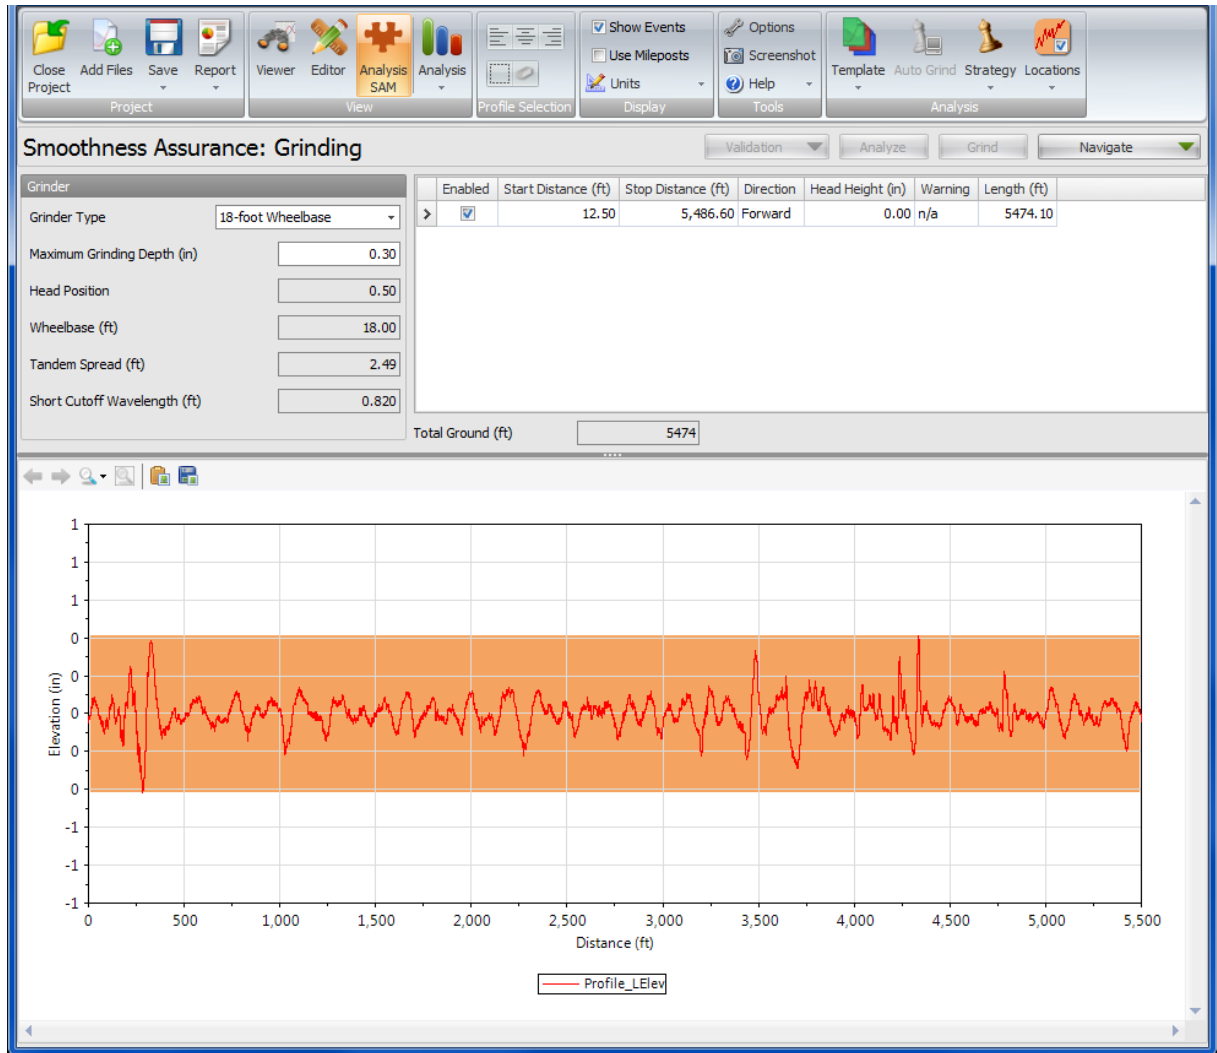 Close Project
Add Files
Save
Report
Viewer
Editor
Analysis SAM
Analysis
Show Events
Use Mileposts
Units
Options
Screenshot
Help
Template
Auto Grind
Strategy
Locations
Project
View
Profile Selection
Display
Tools
Analysis
Smoothness Assurance: Grinding
Validation
Analyze
Grind
Navigate
Grinder
Grinder Type 18-foot Wheelbase
Maximum Grinding Depth (in) 0.30
Head Position 0.50
Wheelbase (ft) 18.00
Tandem Spread (ft) 2.49
Short Cutoff Wavelength (ft) 0.820
Enabled Start Distance (ft) Stop Distance (ft) Direction Head Height (in) Warning Length (ft)
12.50 5,486.60 Forward 0.00 n/a 5474.10
Total Ground (ft) 5474
Elevation (in)
1
1
1
0
0
0
0
0
-1
-1
-1
0 500 1,000 1,500 2,000 2,500 3,000 3,500 4,000 4,500 5,000 5,500
Distance (ft)
Profile_LElev